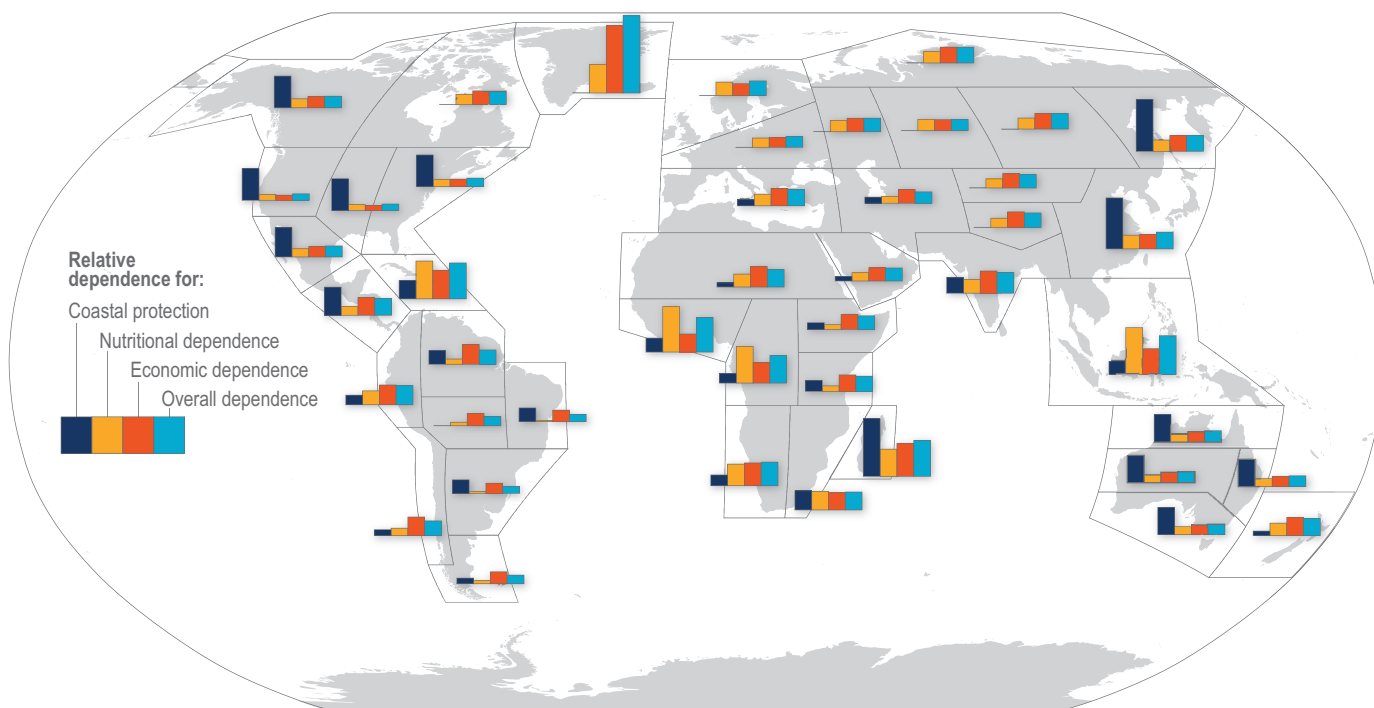 Relative
dependence for:
Coastal protection
Nutritional dependence
Economic dependence
Overall dependence